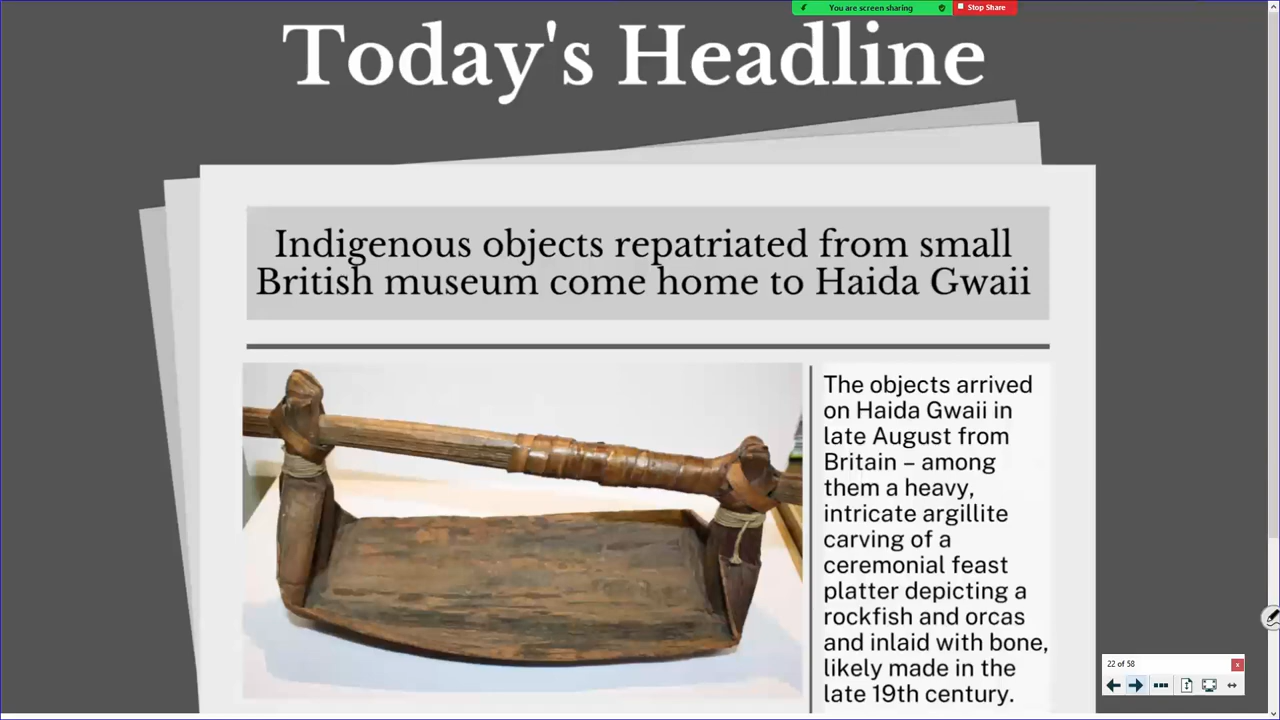 You are screen sharing
Stop Share
Today's Headline
Indigenous objects repatriated from small
British museum come home to Haida Gwaii
The objects arrived
on Haida Gwaii in
late August from
Britain – among
them a heavy,
intricate argillite
carving of a
ceremonial feast
platter depicting a
rockfish and orcas
and inlaid with bone,
likely made in the
late 19th century.
22 of 58